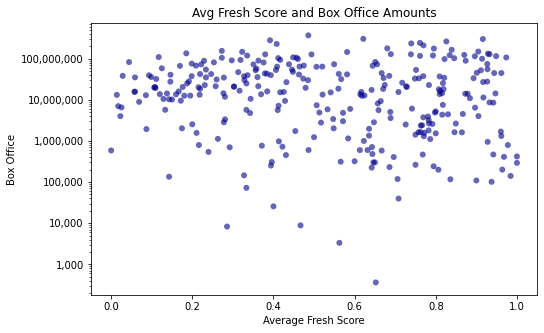 Avg Fresh Score and Box Office Amounts
100,000,000
10,000,000
1,000,000
100,000
10,000
1,000
Box Office
0.0 0.2 0.4 0.6 0.8 1.0
Average Fresh Score